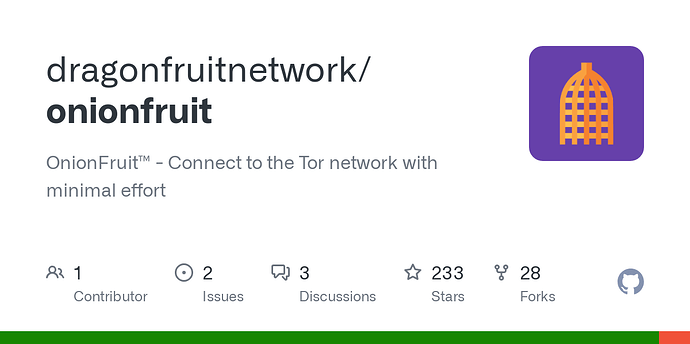 dragonfruitnetwork/
onionfruit
OnionFruit™ - Connect to the Tor network with
minimal effort
1 2 3 233 28
Contributor Issues Discussions Stars Forks